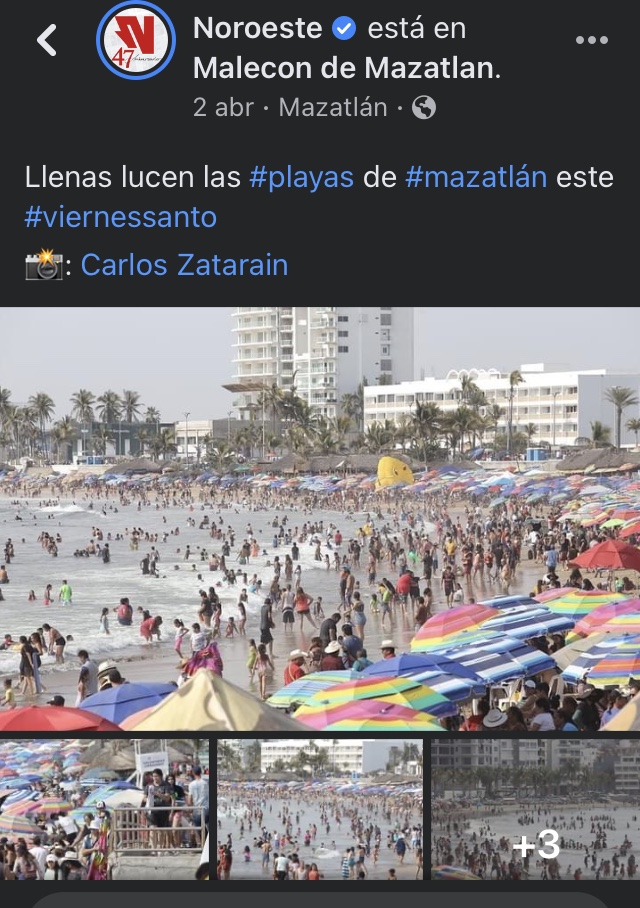 Noroeste está en
Malecon de Mazatlan.
2 abr · Mazatlán ·
47
Llenas lucen las #playas de #mazatlán este
#viernessanto
: Carlos Zatarain
+3